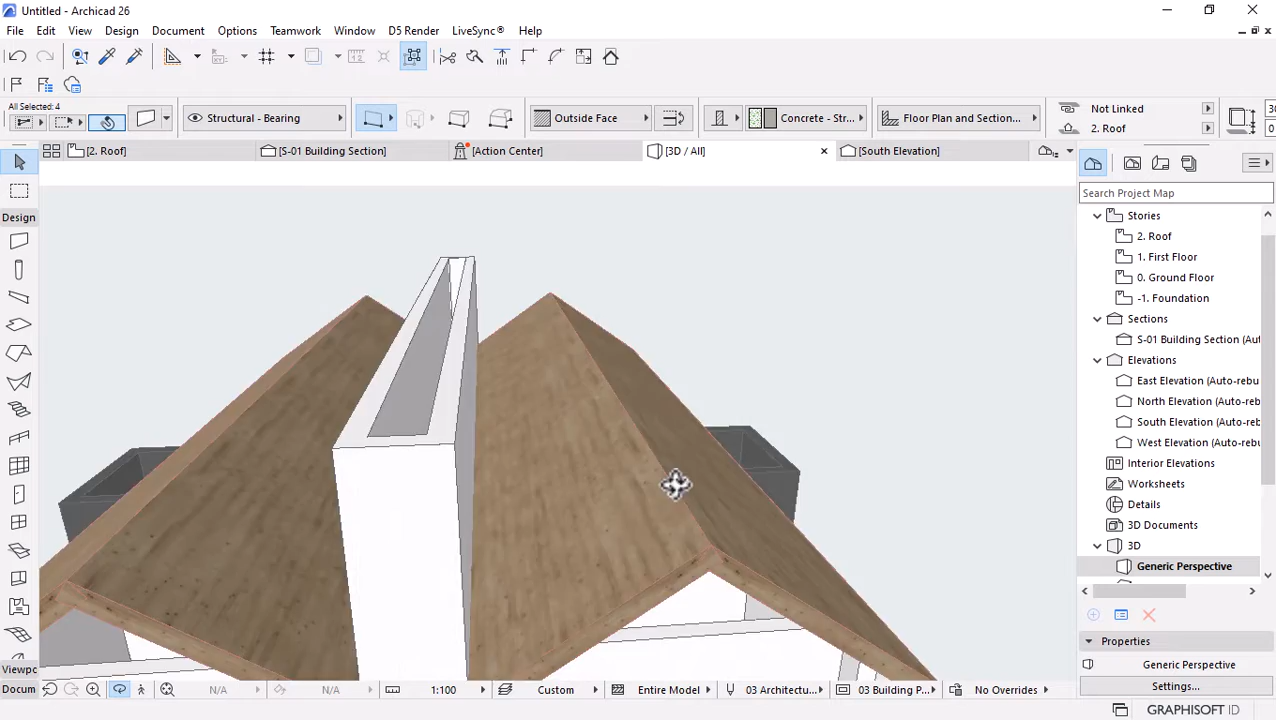 Untitled - Archicad 26
File Edit View Design Document Options Teamwork Window D5 Render LiveSync® Help
All Selected: 4
Structural - Bearing
Outside Face
Concrete - Str...
Floor Plan and Section...
Not Linked
2. Roof
30
0
[2. Roof]
[S-01 Building Section]
[Action Center]
[3D / All]
[South Elevation]
Design
Search Project Map
Stories
2. Roof
1. First Floor
0. Ground Floor
-1. Foundation
Sections
S-01 Building Section (Aut
Elevations
East Elevation (Auto-rebu
North Elevation (Auto-reb
South Elevation (Auto-reb
West Elevation (Auto-rebu
Interior Elevations
Worksheets
Details
3D Documents
3D
Generic Perspective
Properties
Generic Perspective
Settings...
Viewpc
Docum
N/A
N/A
1:100
Custom
Entire Model
03 Architectu...
03 Building P...
No Overrides
GRAPHISOFT ID